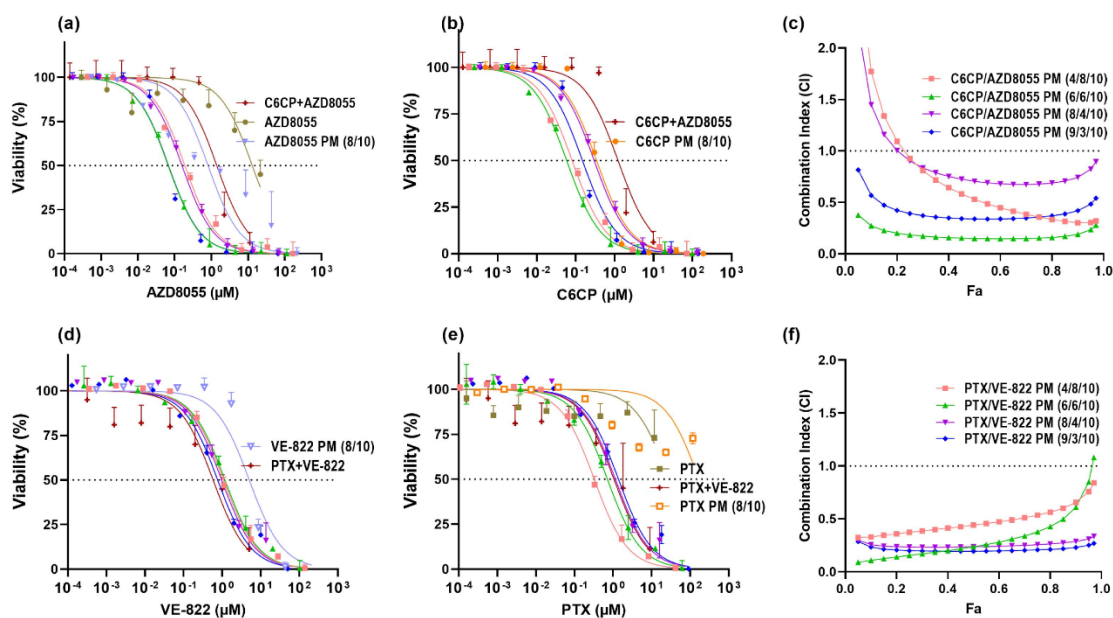 (a)
Viability (%)
100
75
50
25
0
C6CP+AZD8055
AZD8055
AZD8055 PM (8/10)
10⁻⁴ 10⁻³ 10⁻² 10⁻¹ 10⁰ 10¹ 10² 10³
AZD8055 (μM)
(b)
Viability (%)
100
75
50
25
0
C6CP+AZD8055
C6CP PM (8/10)
10⁻⁴ 10⁻³ 10⁻² 10⁻¹ 10⁰ 10¹ 10² 10³
C6CP (μM)
(c)
Combination Index (CI)
2.0
1.5
1.0
0.5
0.0
C6CP/AZD8055 PM (4/8/10)
C6CP/AZD8055 PM (6/6/10)
C6CP/AZD8055 PM (8/4/10)
C6CP/AZD8055 PM (9/3/10)
0.0 0.2 0.4 0.6 0.8 1.0
Fa
(d)
Viability (%)
100
75
50
25
0
VE-822 PM (8/10)
PTX+VE-822
10⁻⁴ 10⁻³ 10⁻² 10⁻¹ 10⁰ 10¹ 10² 10³
VE-822 (μM)
(e)
Viability (%)
100
75
50
25
0
PTX
PTX+VE-822
PTX PM (8/10)
10⁻⁴ 10⁻³ 10⁻² 10⁻¹ 10⁰ 10¹ 10² 10³
PTX (μM)
(f)
Combination Index (CI)
2.0
1.5
1.0
0.5
0.0
PTX/VE-822 PM (4/8/10)
PTX/VE-822 PM (6/6/10)
PTX/VE-822 PM (8/4/10)
PTX/VE-822 PM (9/3/10)
0.0 0.2 0.4 0.6 0.8 1.0
Fa